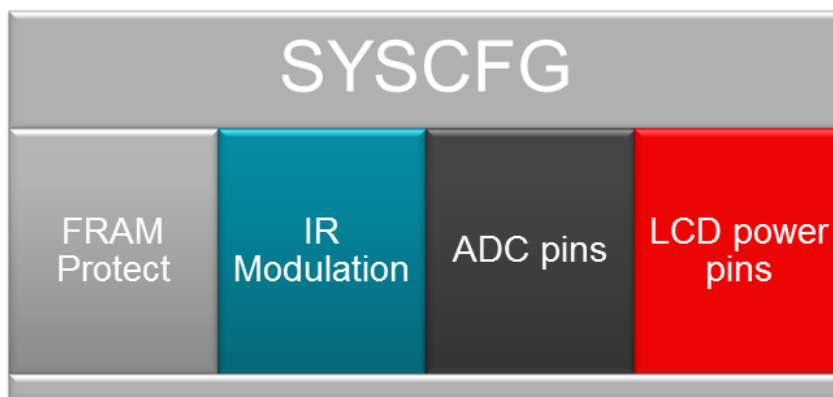 SYSCFG
FRAM
Protect
IR
Modulation
ADC pins
LCD power
pins